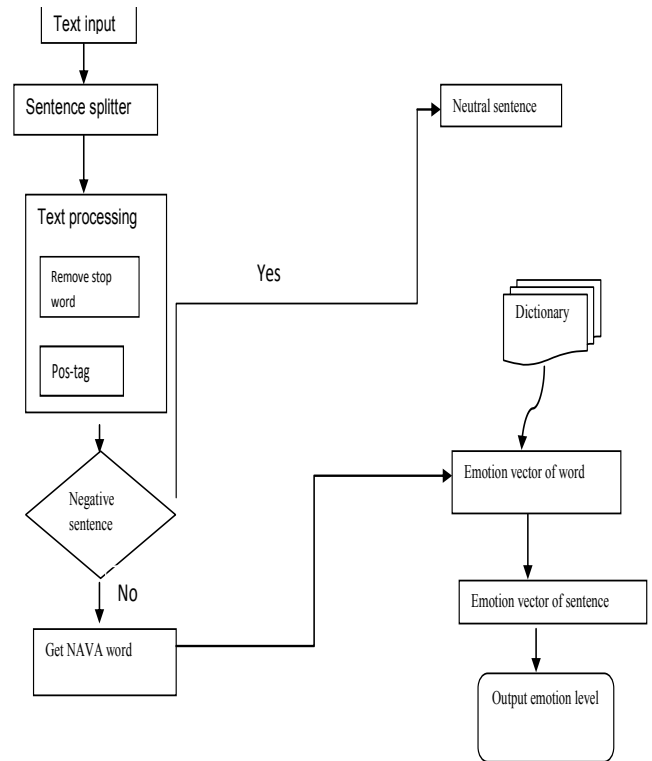 Text input
Sentence splitter
Text processing
Remove stop
word
Pos-tag
Negative
sentence
Yes
No
Get NAVA word
Neutral sentence
Dictionary
Emotion vector of word
Emotion vector of sentence
Output emotion level